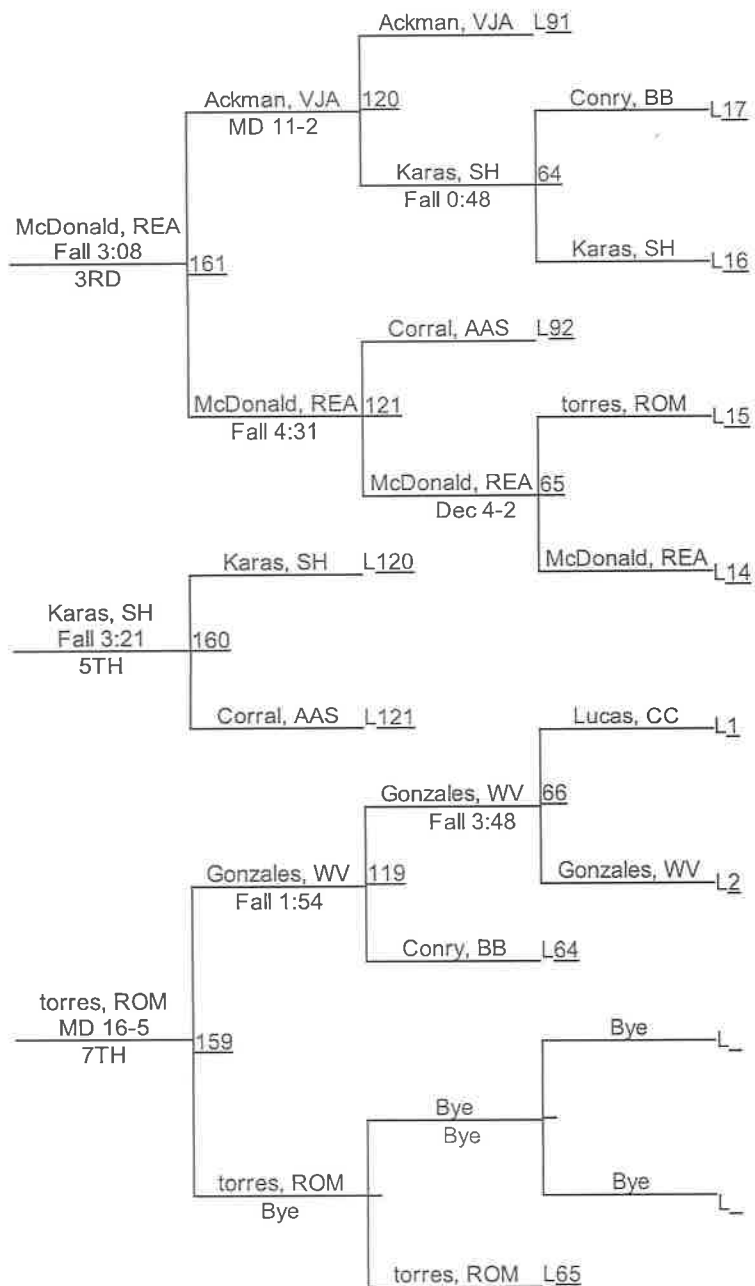 Ackman, VJA L91
Ackman, VJA 120 Conry, BB L17
MD 11-2
Karas, SH 64
Fall 0:48
McDonald, REA
Fall 3:08 161 Karas, SH L16
3RD
Corral, AAS L92
McDonald, REA 121 torres, ROM L15
Fall 4:31
McDonald, REA 65
Dec 4-2
Karas, SH L120 McDonald, REA L14
Karas, SH
Fall 3:21 160
5TH
Corral, AAS L121 Lucas, CC L1
Gonzales, WV 66
Fall 3:48
Gonzales, WV 119 Gonzales, WV L2
Fall 1:54
Conry, BB L64
torres, ROM
MD 16-5 159 Bye L_
7TH
Bye
Bye
torres, ROM Bye L_
Bye
torres, ROM L65